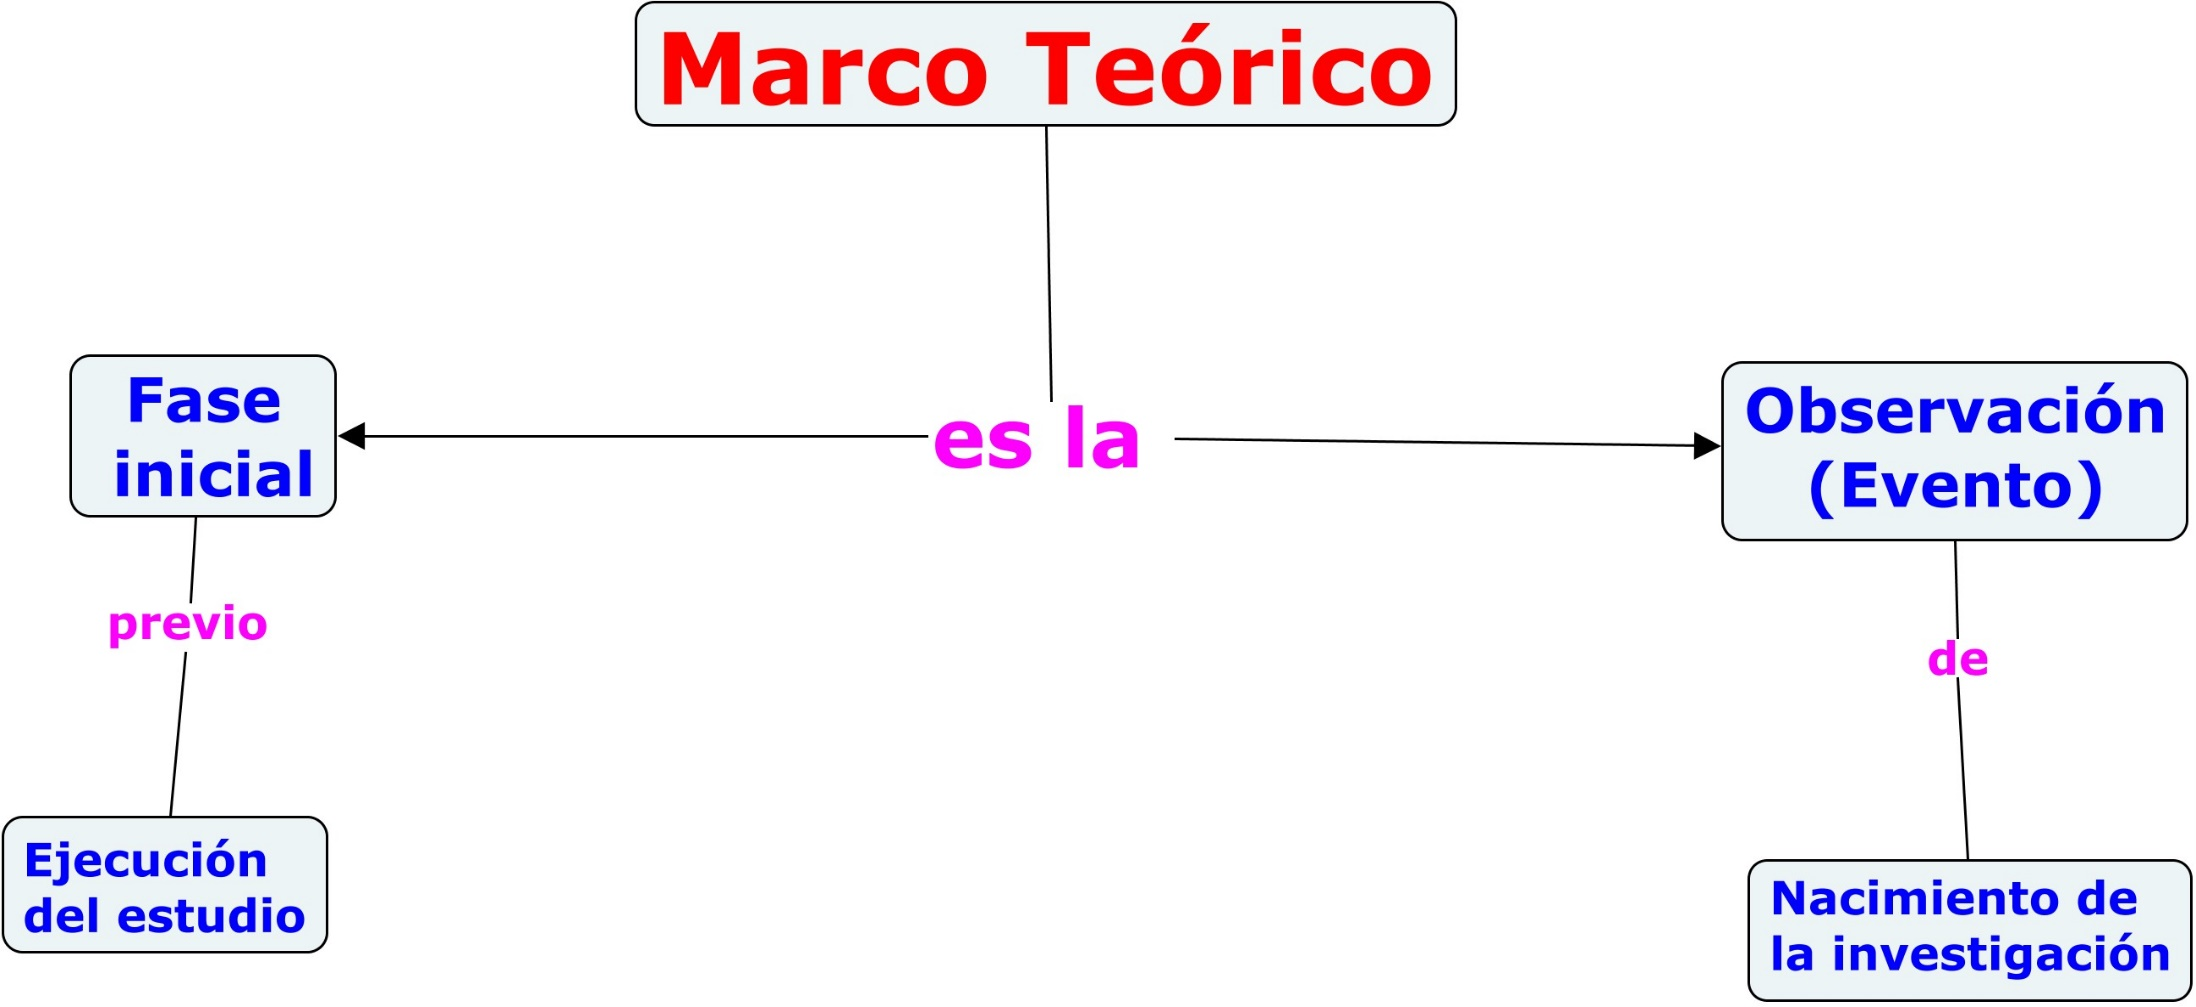 Marco Teórico
es la
Fase
inicial
previo
Ejecución
del estudio
Observación
(Evento)
de
Nacimiento de
la investigación